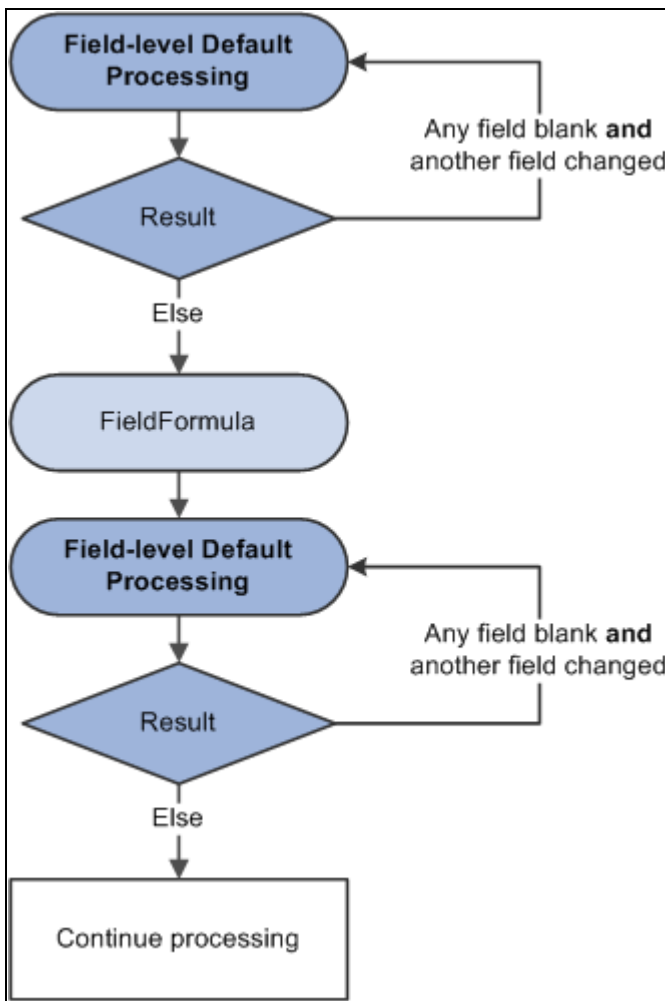 Field-level Default
Processing
Any field blank and
another field changed
Result
Else
FieldFormula
Field-level Default
Processing
Any field blank and
another field changed
Result
Else
Continue processing